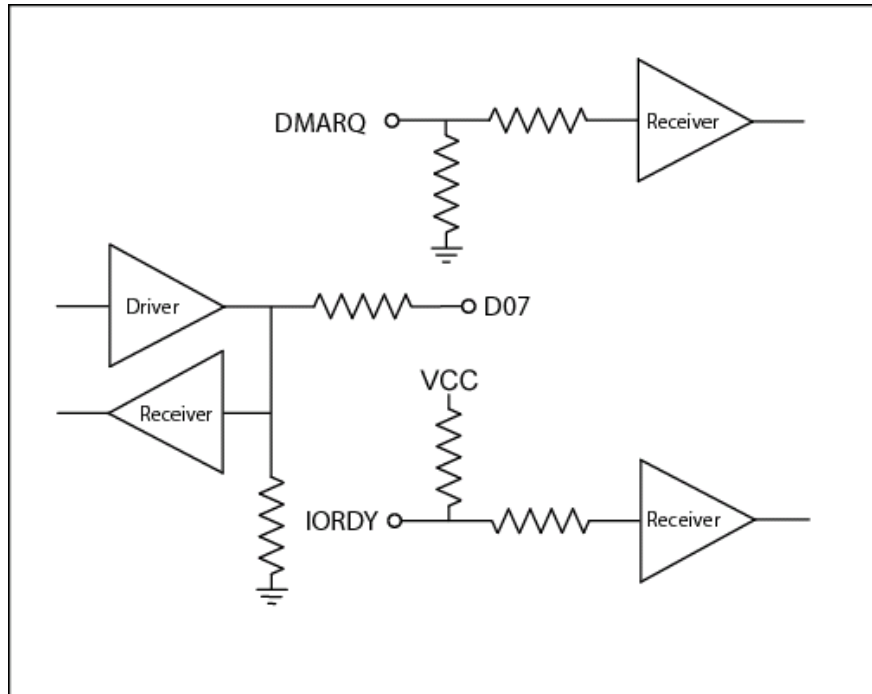 DMARQ
Receiver
Driver
D07
Receiver
VCC
IORDY
Receiver